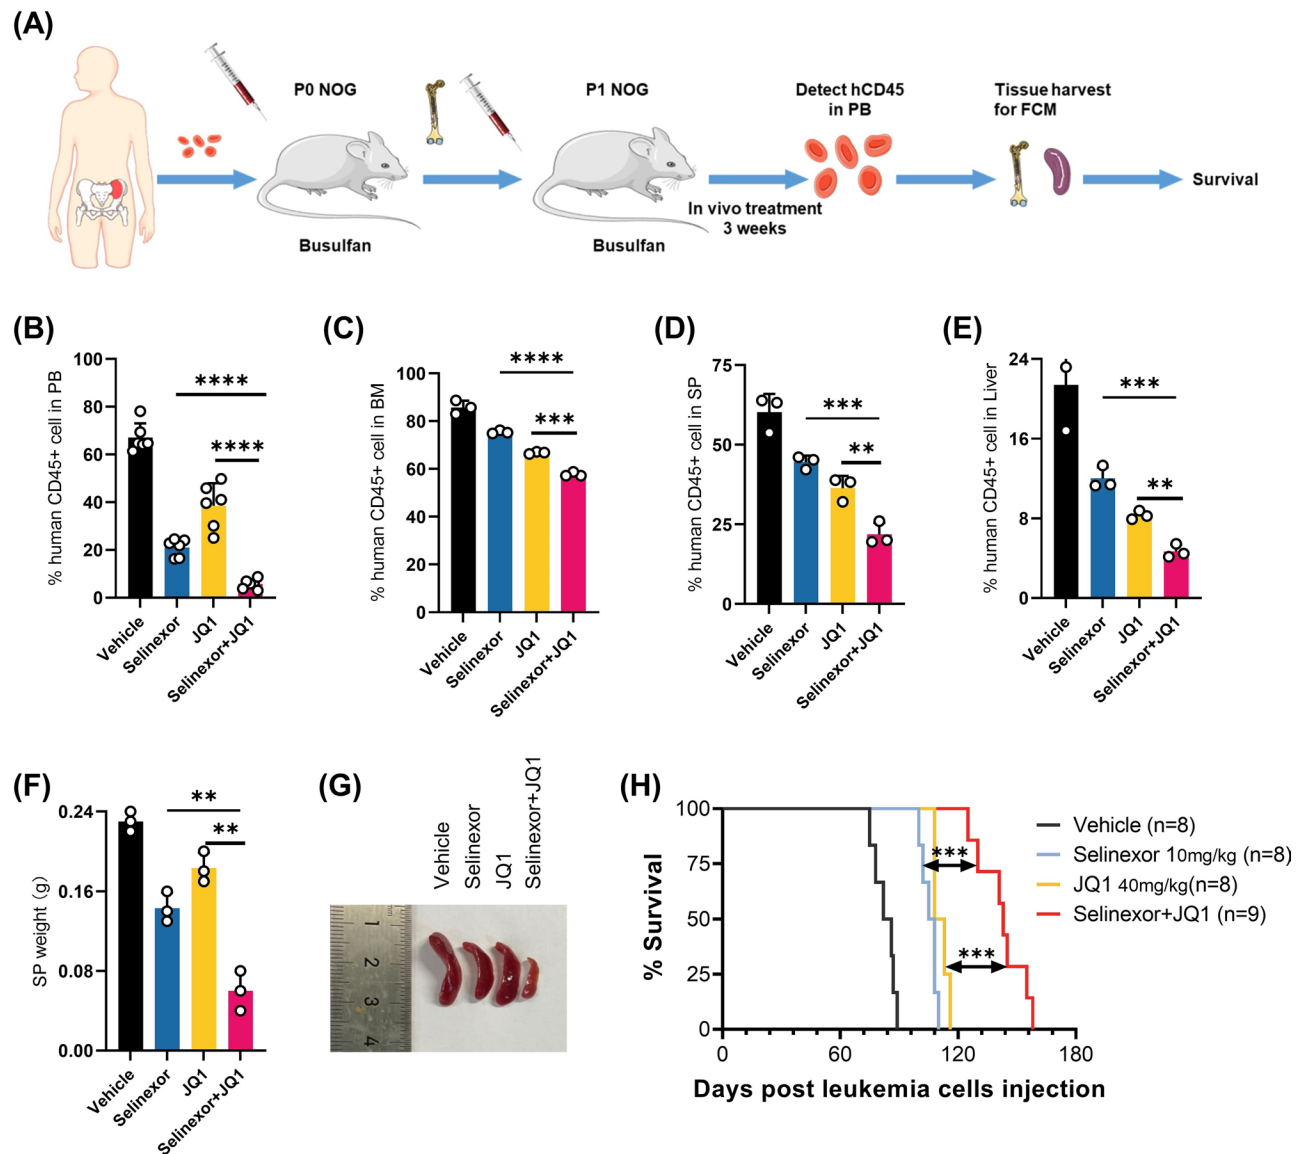 (A)
P0 NOG
Busulfan
P1 NOG
Busulfan
In vivo treatment
3 weeks
Detect hCD45
in PB
Tissue harvest
for FCM
Survival
(B)
% human CD45+ cell in PB
100
80
60
40
20
0
****
****
Vehicle
Selinexor
JQ1
Selinexor+JQ1
(C)
% human CD45+ cell in BM
100
80
60
40
20
0
****
***
Vehicle
Selinexor
JQ1
Selinexor+JQ1
(D)
% human CD45+ cell in SP
75
50
25
0
***
**
Vehicle
Selinexor
JQ1
Selinexor+JQ1
(E)
% human CD45+ cell in Liver
24
16
8
0
***
**
Vehicle
Selinexor
JQ1
Selinexor+JQ1
(F)
SP weight (g)
0.24
0.16
0.08
0.00
**
**
Vehicle
Selinexor
JQ1
Selinexor+JQ1
(G)
Vehicle
Selinexor
JQ1
Selinexor+JQ1
1
2
3
4
(H)
% Survival
100
75
50
25
0
***
***
0
60
120
180
Days post leukemia cells injection
Vehicle (n=8)
Selinexor 10mg/kg (n=8)
JQ1 40mg/kg(n=8)
Selinexor+JQ1 (n=9)